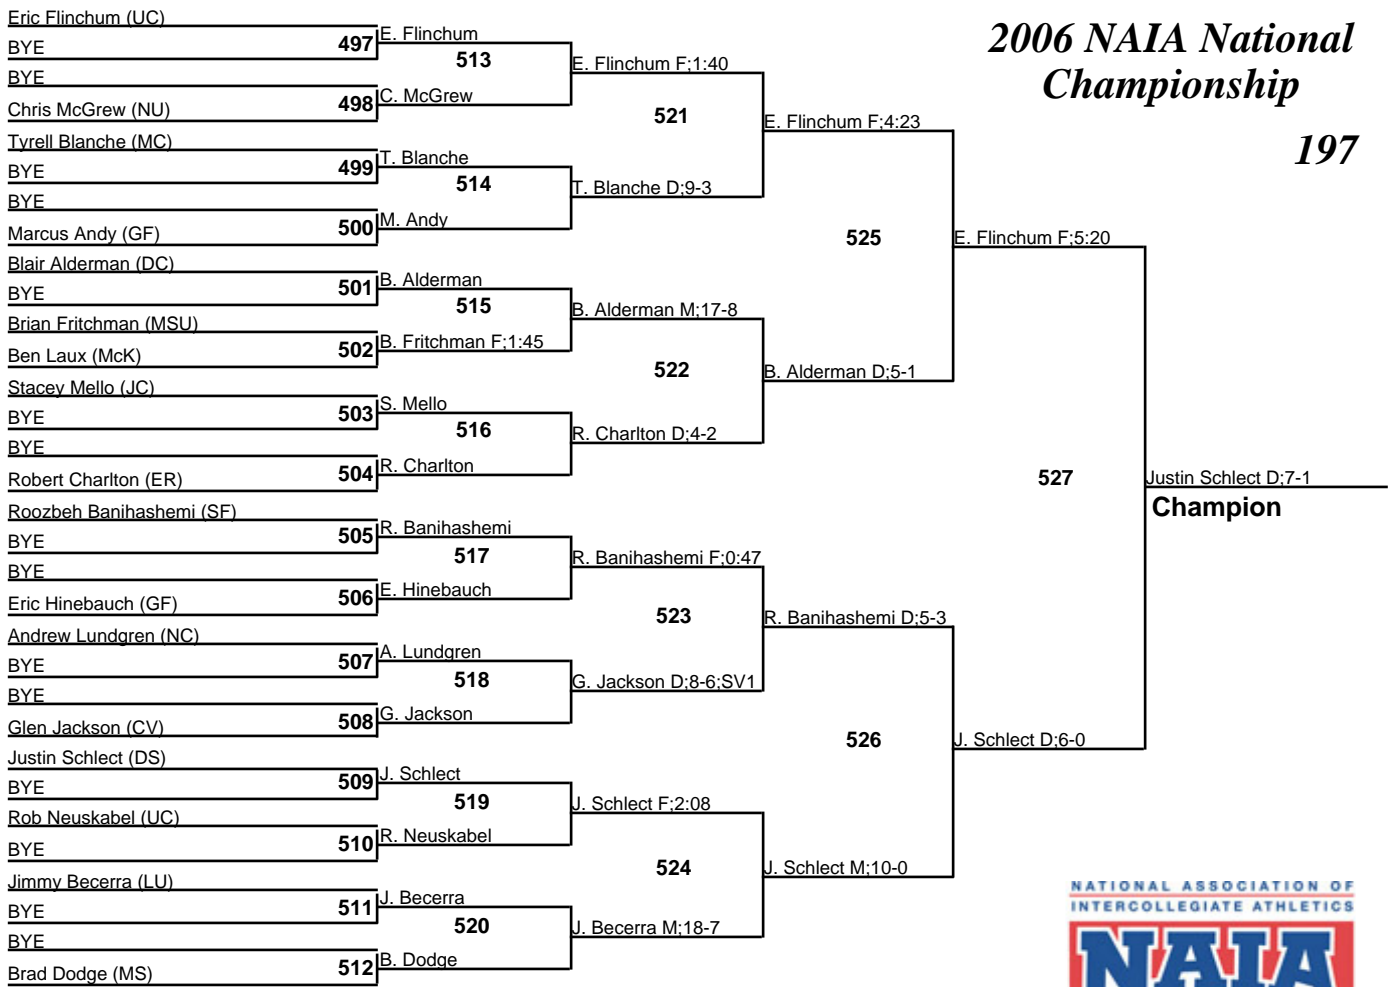 2006 NAIA National
Championship
197
Eric Flinchum (UC)
BYE
497
BYE
Chris McGrew (NU)
498
Tyrell Blanche (MC)
BYE
499
BYE
Marcus Andy (GF)
500
Blair Alderman (DC)
BYE
501
Brian Fritchman (MSU)
Ben Laux (McK)
502
Stacey Mello (JC)
BYE
503
BYE
Robert Charlton (ER)
504
Roozbeh Banihashemi (SF)
BYE
505
BYE
Eric Hinebauch (GF)
506
Andrew Lundgren (NC)
BYE
507
BYE
Glen Jackson (CV)
508
Justin Schlect (DS)
BYE
509
Rob Neuskabel (UC)
BYE
510
Jimmy Becerra (LU)
BYE
511
BYE
Brad Dodge (MS)
512
E. Flinchum
513
C. McGrew
T. Blanche
514
M. Andy
B. Alderman
515
B. Fritchman F;1:45
S. Mello
516
R. Charlton
R. Banihashemi
517
E. Hinebauch
A. Lundgren
518
G. Jackson
J. Schlect
519
R. Neuskabel
J. Becerra
520
B. Dodge
E. Flinchum F;1:40
521
T. Blanche D;9-3
B. Alderman M;17-8
522
R. Charlton D;4-2
R. Banihashemi F;0:47
523
G. Jackson D;8-6;SV1
J. Schlect F;2:08
524
J. Becerra M;18-7
E. Flinchum F;4:23
525
B. Alderman D;5-1
R. Banihashemi D;5-3
526
J. Schlect M;10-0
E. Flinchum F;5:20
527
J. Schlect D;6-0
Justin Schlect D;7-1
Champion
NATIONAL ASSOCIATION OF
INTERCOLLEGIATE ATHLETICS
NAIA